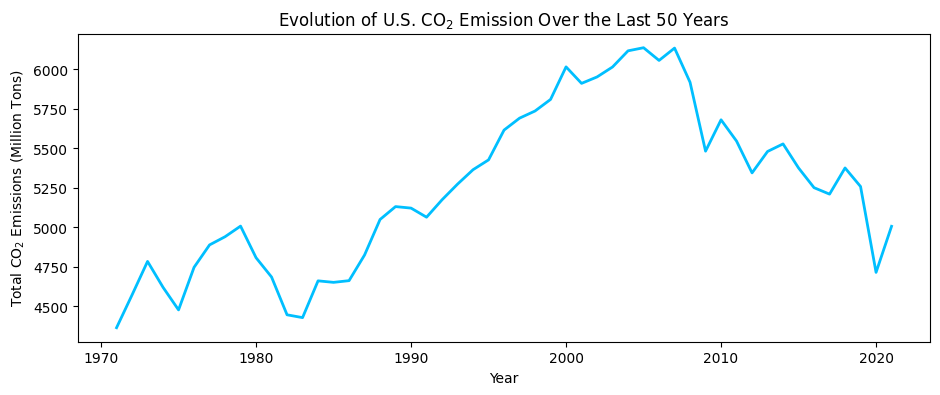 Evolution of U.S. CO₂ Emission Over the Last 50 Years
Total CO₂ Emissions (Million Tons)
6000
5750
5500
5250
5000
4750
4500
1970 1980 1990 2000 2010 2020
Year